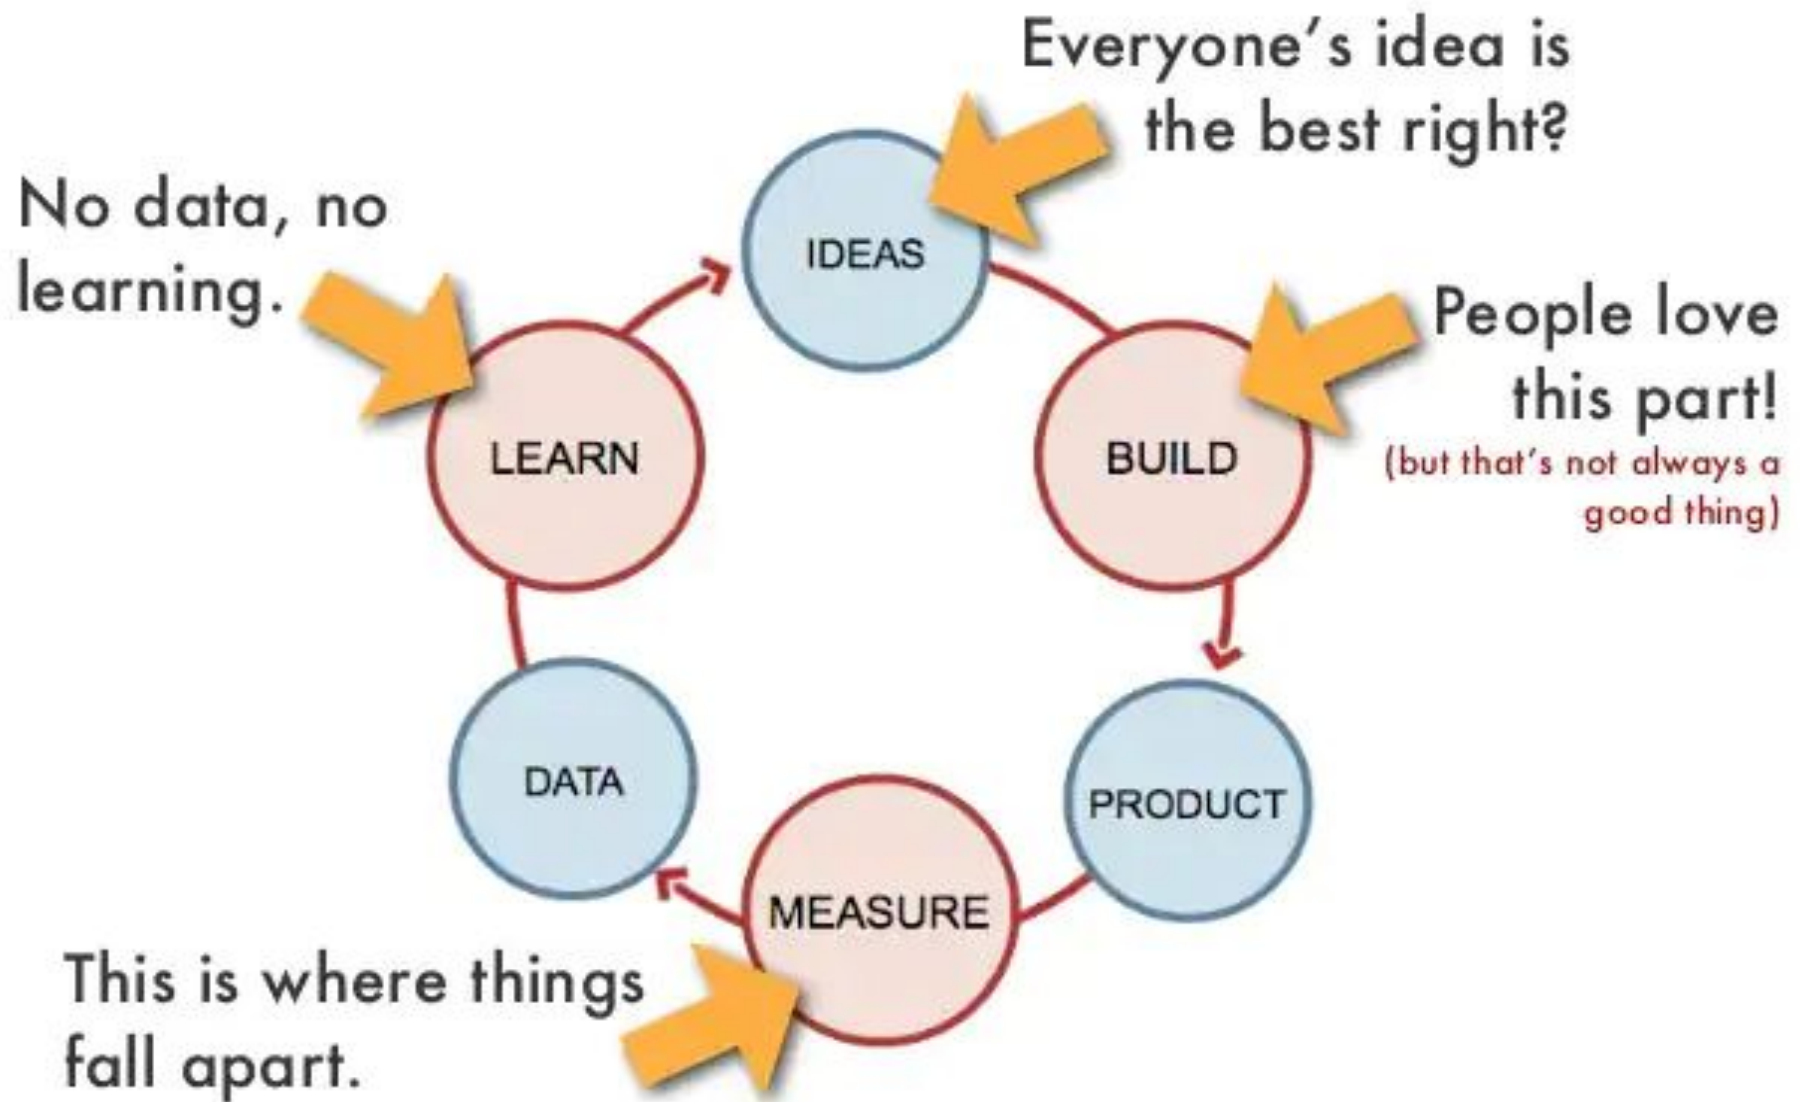 Everyone's idea is
the best right?
No data, no
learning.
IDEAS
People love
this part!
(but that's not always a
good thing)
LEARN
BUILD
DATA
PRODUCT
MEASURE
This is where things
fall apart.